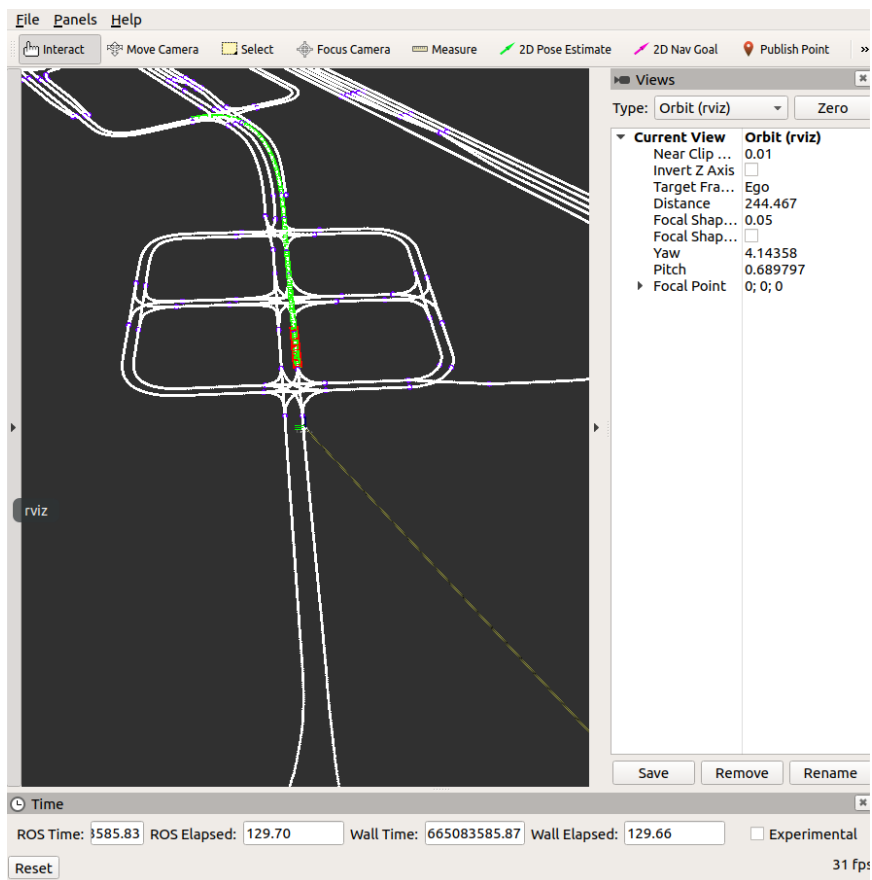 File Panels Help
Interact Move Camera Select Focus Camera Measure 2D Pose Estimate 2D Nav Goal Publish Point »
Views
Type: Orbit (rviz) Zero
Current View Orbit (rviz)
Near Clip ... 0.01
Invert Z Axis
Target Fra... Ego
Distance 244.467
Focal Shap... 0.05
Focal Shap...
Yaw 4.14358
Pitch 0.689797
Focal Point 0; 0; 0
rviz
Save Remove Rename
Time
ROS Time: 3585.83 ROS Elapsed: 129.70 Wall Time: 665083585.87 Wall Elapsed: 129.66 Experimental
Reset 31 fps